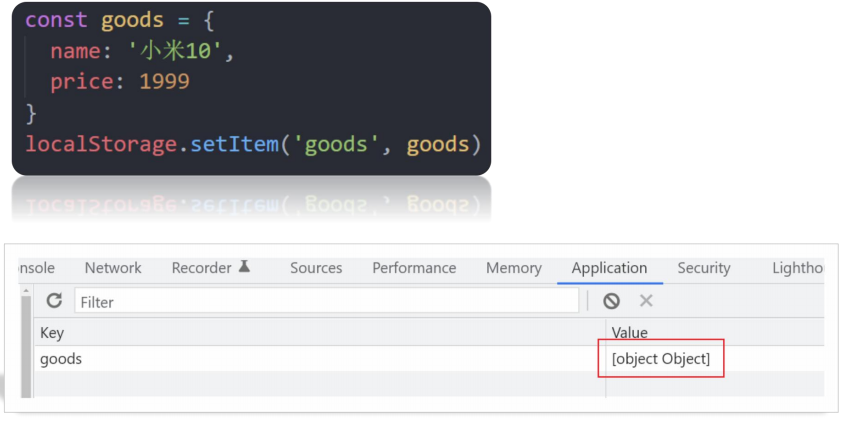 const goods = {
name: '小米10',
price: 1999
}
localStorage.setItem('goods', goods)
onsole Network Recorder Sources Performance Memory Application Security Lightho
Filter
Key Value
goods [object Object]